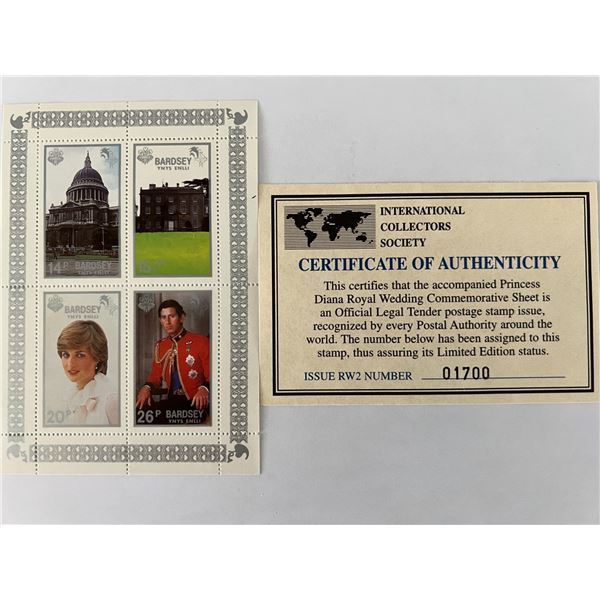 14P BARDSEY
YNYS ENLLI
BARDSEY
YNYS ENLLI
BARDSEY
YNYS ENLLI
20P
26P BARDSEY
YNYS ENLLI
INTERNATIONAL
COLLECTORS
SOCIETY
CERTIFICATE OF AUTHENTICITY
This certifies that the accompanied Princess
Diana Royal Wedding Commemorative Sheet is
an Official Legal Tender postage stamp issue,
recognized by every Postal Authority around the
world. The number below has been assigned to this
stamp, thus assuring its Limited Edition status.
ISSUE RW2 NUMBER 01700